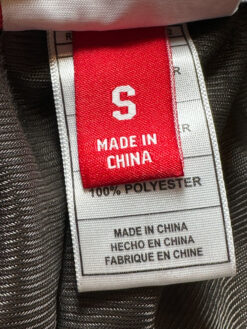 S
MADE IN
CHINA
100% POLYESTER
MADE IN CHINA
HECHO EN CHINA
FABRIQUE EN CHINE